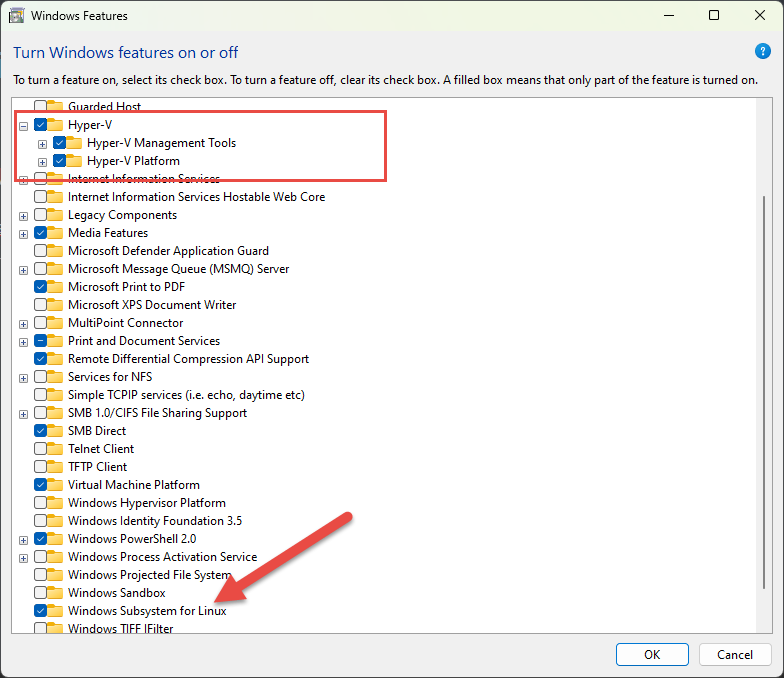 Windows Features
Turn Windows features on or off
To turn a feature on, select its check box. To turn a feature off, clear its check box. A filled box means that only part of the feature is turned on.
Guarded Host
Hyper-V
Hyper-V Management Tools
Hyper-V Platform
Internet Information Services
Internet Information Services Hostable Web Core
Legacy Components
Media Features
Microsoft Defender Application Guard
Microsoft Message Queue (MSMQ) Server
Microsoft Print to PDF
Microsoft XPS Document Writer
MultiPoint Connector
Print and Document Services
Remote Differential Compression API Support
Services for NFS
Simple TCPIP services (i.e. echo, daytime etc)
SMB 1.0/CIFS File Sharing Support
SMB Direct
Telnet Client
TFTP Client
Virtual Machine Platform
Windows Hypervisor Platform
Windows Identity Foundation 3.5
Windows PowerShell 2.0
Windows Process Activation Service
Windows Projected File System
Windows Sandbox
Windows Subsystem for Linux
Windows TIFF IFilter
OK
Cancel